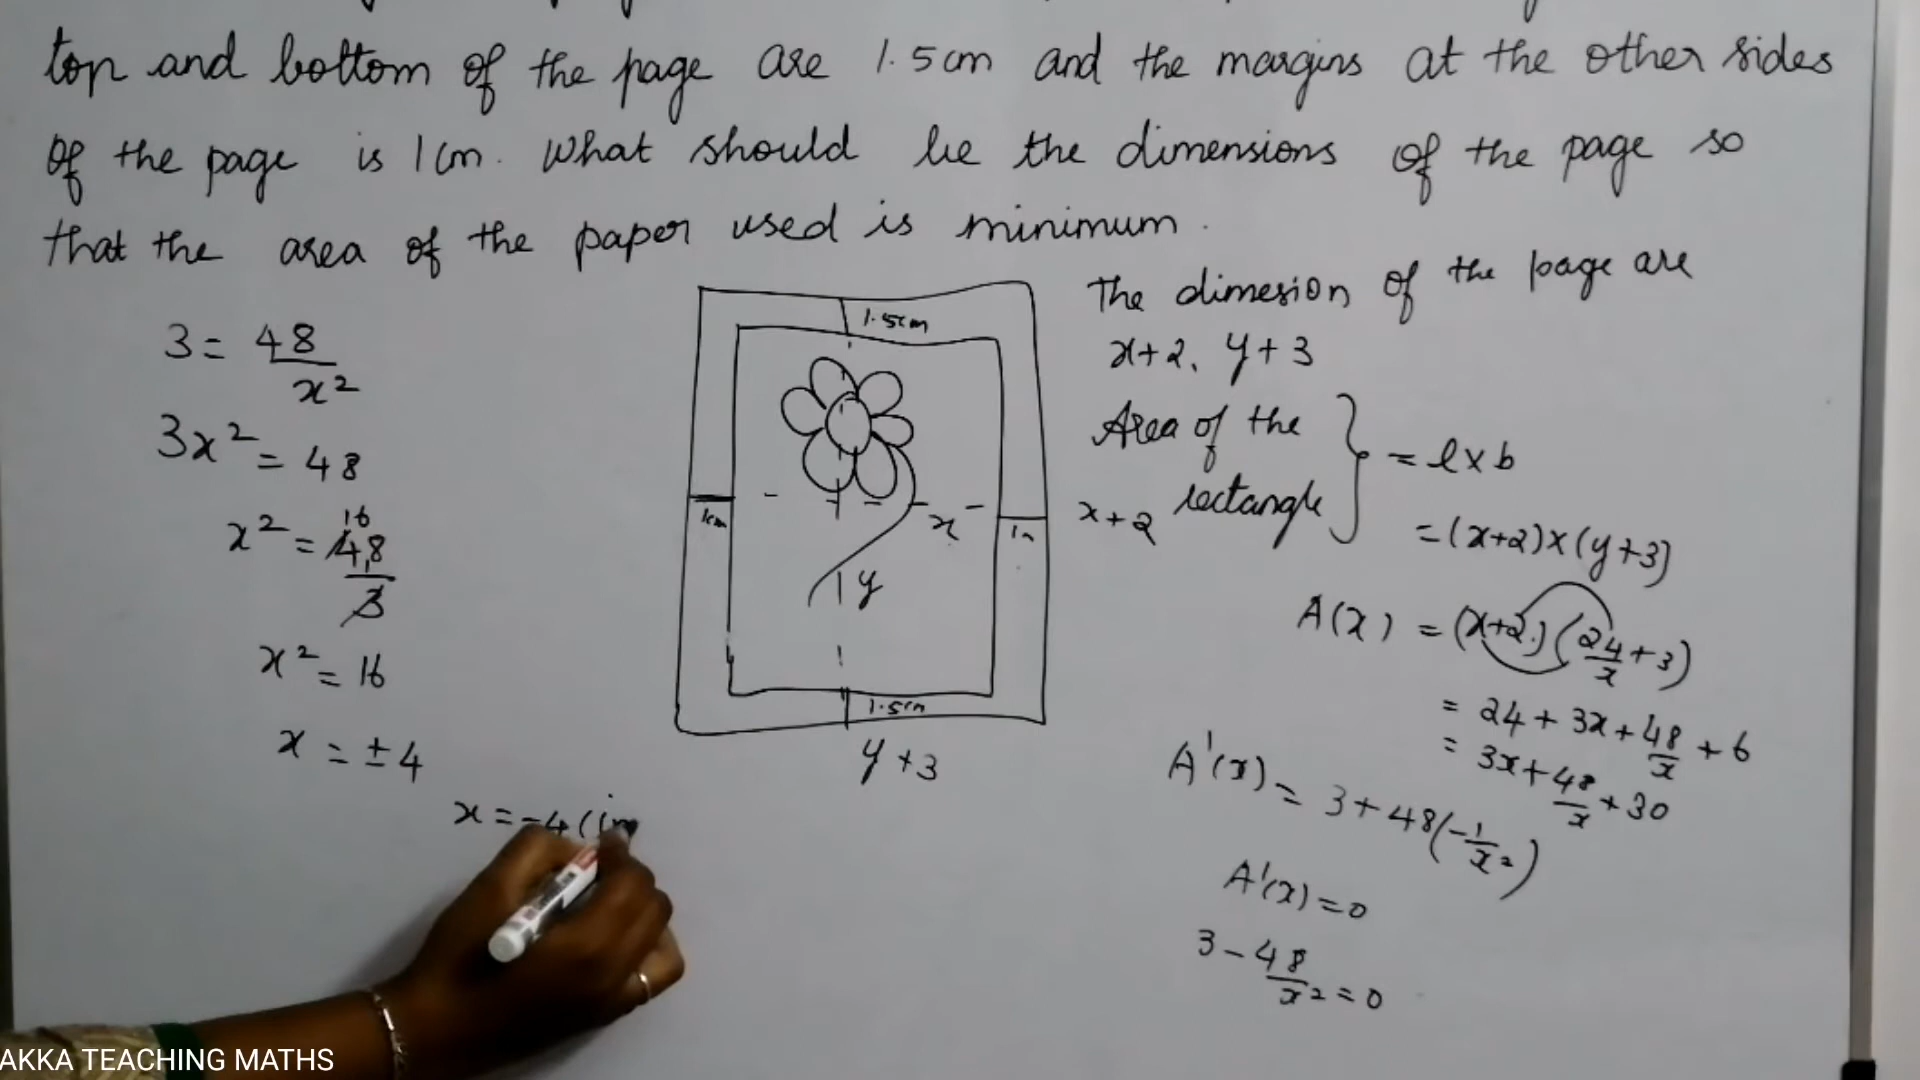 top and bottom of the page are 1.5cm and the margins at the other sides
of the page is 1cm. What should be the dimensions of the page so
that the area of the paper used is minimum.
3 = 48/x²
3x² = 48
x² = 48/3 16
x² = 16
x = ±4
x = -4 (im
1.5cm
1cm
x
y
1.5cm
y+3
x+2
The dimesion of the page are
x+2, y+3
Area of the rectangle } = l×b
= (x+2)×(y+3)
A(x) = (x+2)(24/x+3)
= 24+3x+48/x+6
= 3x+48/x+30
A'(x) = 3+48(-1/x²)
A'(x)=0
3-48/x²=0
AKKA TEACHING MATHS